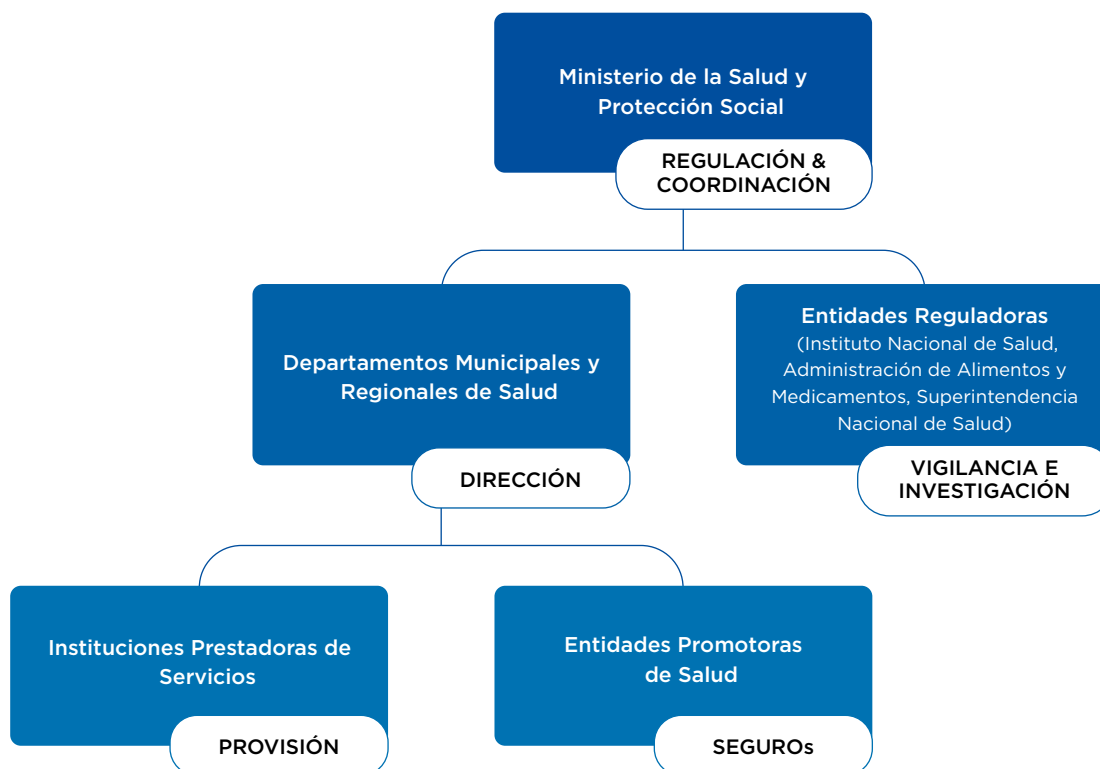 Ministerio de la Salud y
Protección Social
REGULACIÓN &
COORDINACIÓN
Departamentos Municipales y
Regionales de Salud
DIRECCIÓN
Entidades Reguladoras
(Instituto Nacional de Salud,
Administración de Alimentos y
Medicamentos, Superintendencia
Nacional de Salud)
VIGILANCIA E
INVESTIGACIÓN
Instituciones Prestadoras de
Servicios
PROVISIÓN
Entidades Promotoras
de Salud
SEGUROs